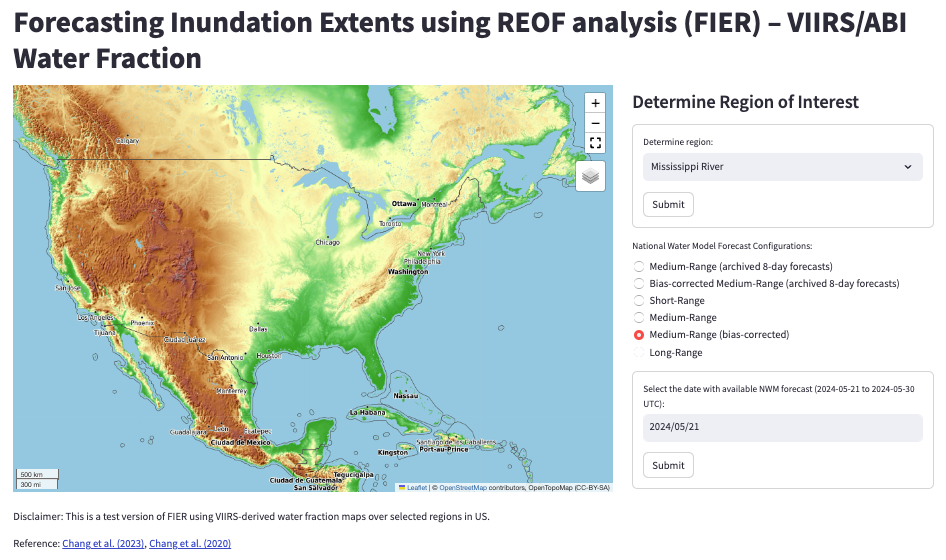 Forecasting Inundation Extents using REOF analysis (FIER) – VIIRS/ABI
Water Fraction
Calgary
Ottawa
Montreal
Toronto
Chicago
New York
Philadelphia
Washington
San Jose
Los Angeles
Phoenix
Tijuana
Dallas
Ciudad Juárez
San Antonio
Houston
Monterrey
Nassau
La Habana
Guadalajara
León
Ecatepec
Ciudad de México
Santiago de los Caballeros
Kingston
Port-au-Prince
Tegucigalpa
Ciudad de Guatemala
San Salvador
+
−
500 km
300 mi
Leaflet | © OpenStreetMap contributors, OpenTopoMap (CC-BY-SA)
Determine Region of Interest
Determine region:
Mississippi River
Submit
National Water Model Forecast Configurations:
Medium-Range (archived 8-day forecasts)
Bias-corrected Medium-Range (archived 8-day forecasts)
Short-Range
Medium-Range
Medium-Range (bias-corrected)
Long-Range
Select the date with available NWM forecast (2024-05-21 to 2024-05-30
UTC):
2024/05/21
Submit
Disclaimer: This is a test version of FIER using VIIRS-derived water fraction maps over selected regions in US.
Reference: Chang et al. (2023), Chang et al. (2020)